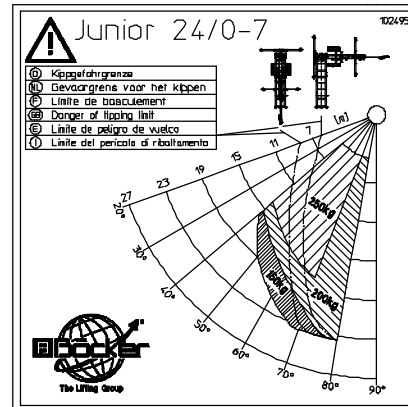 Junior 24/0-7
102495
D Kippgefahrgrenze
NL Gevaargrens voor het kippen
F Limite de basculement
GB Danger of tipping limit
E Limite de peligro de vuelco
I Limite del pericolo di ribaltamento
[m]
7
11
15
19
23
27
20°
30°
40°
50°
60°
70°
80°
90°
250kg
200kg
150kg
Böcker
The Lifting Group